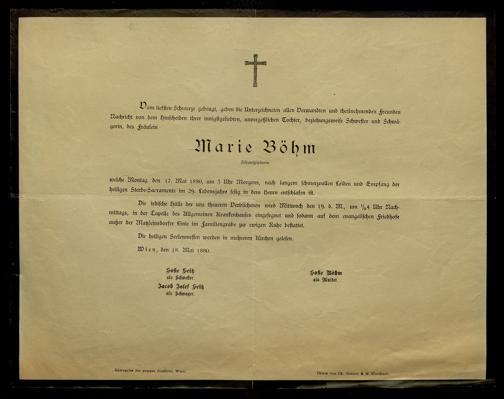 Vom tiefsten Schmerze gebeugt, geben die Unterzeichneten allen Verwandten und theilnehmenden Freunden
Nachricht von dem Hinscheiden ihrer innigstgeliebten, unvergeßlichen Tochter, beziehungsweise Schwester und Schwä-
gerin, des Fräulein
Marie Böhm
welche Montag den 17. Mai 1880, um 5 Uhr Morgens, nach langem schmerzvollen Leiden und Empfang der
heiligen Sterbe-Sacramente im 29. Lebensjahre selig in dem Herrn entschlafen ist.
Die irdische Hülle der uns theueren Verblichenen wird Mittwoch den 19. d. M., um ¼4 Uhr Nach-
mittags, in der Capelle des Allgemeinen Krankenhauses eingesegnet und sodann auf dem evangelischen Friedhofe
außer der Matzleinsdorfer Linie im Familiengrabe zur ewigen Ruhe bestattet.
Die heiligen Seelenmessen werden in mehreren Kirchen gelesen.
Wien, den 18. Mai 1880.
Sofie Böhm
als Mutter.
als Schwester.
Jacob Josef
als Schwager.